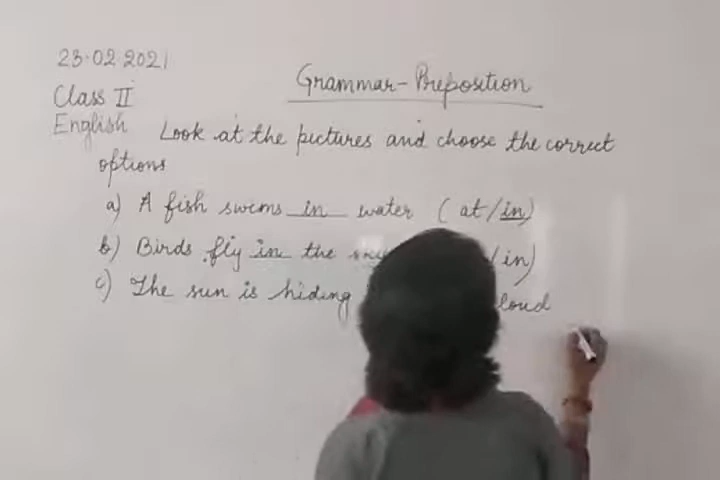 23.02.2021
Grammar-Preposition
Class II
English Look at the pictures and choose the correct
options
a) A fish swims in water (at/in)
b) Birds fly in the /in)
c) The sun is hiding